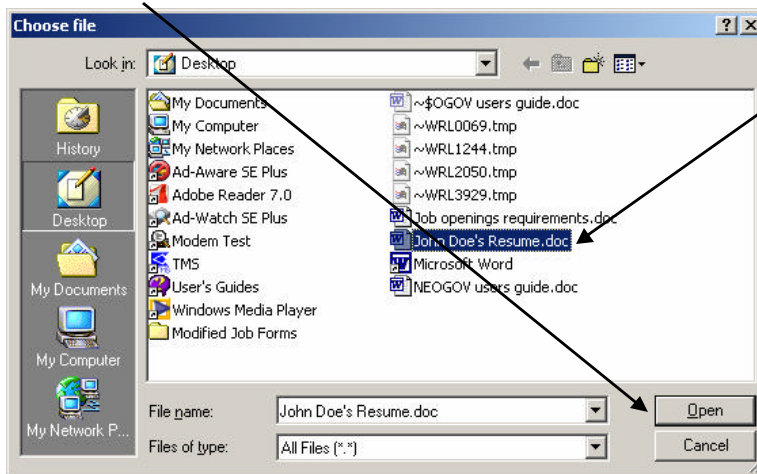 Choose file
Look in:
Desktop
History
Desktop
My Documents
My Computer
My Network P...
My Documents
My Computer
My Network Places
Ad-Aware SE Plus
Adobe Reader 7.0
Ad-Watch SE Plus
Modem Test
TMS
User's Guides
Windows Media Player
Modified Job Forms
~$OGOV users guide.doc
~WRL0069.tmp
~WRL1244.tmp
~WRL2050.tmp
~WRL3929.tmp
Job openings requirements.doc
John Doe's Resume.doc
Microsoft Word
NEOGOV users guide.doc
File name:
John Doe's Resume.doc
Open
Files of type:
All Files (*.*)
Cancel